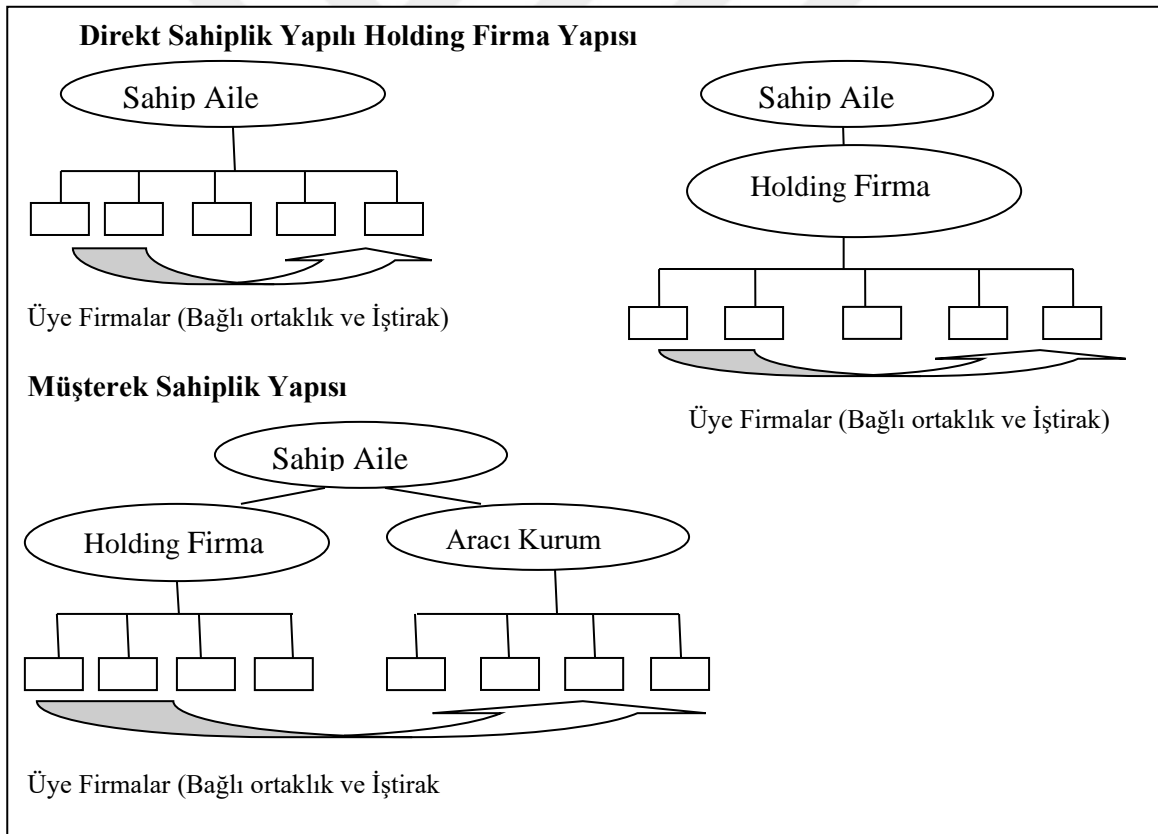 Direkt Sahiplik Yapılı Holding Firma Yapısı
Sahip Aile
Üye Firmalar (Bağlı ortaklık ve İştirak)
Sahip Aile
Holding Firma
Üye Firmalar (Bağlı ortaklık ve İştirak)
Müşterek Sahiplik Yapısı
Sahip Aile
Holding Firma
Aracı Kurum
Üye Firmalar (Bağlı ortaklık ve İştirak